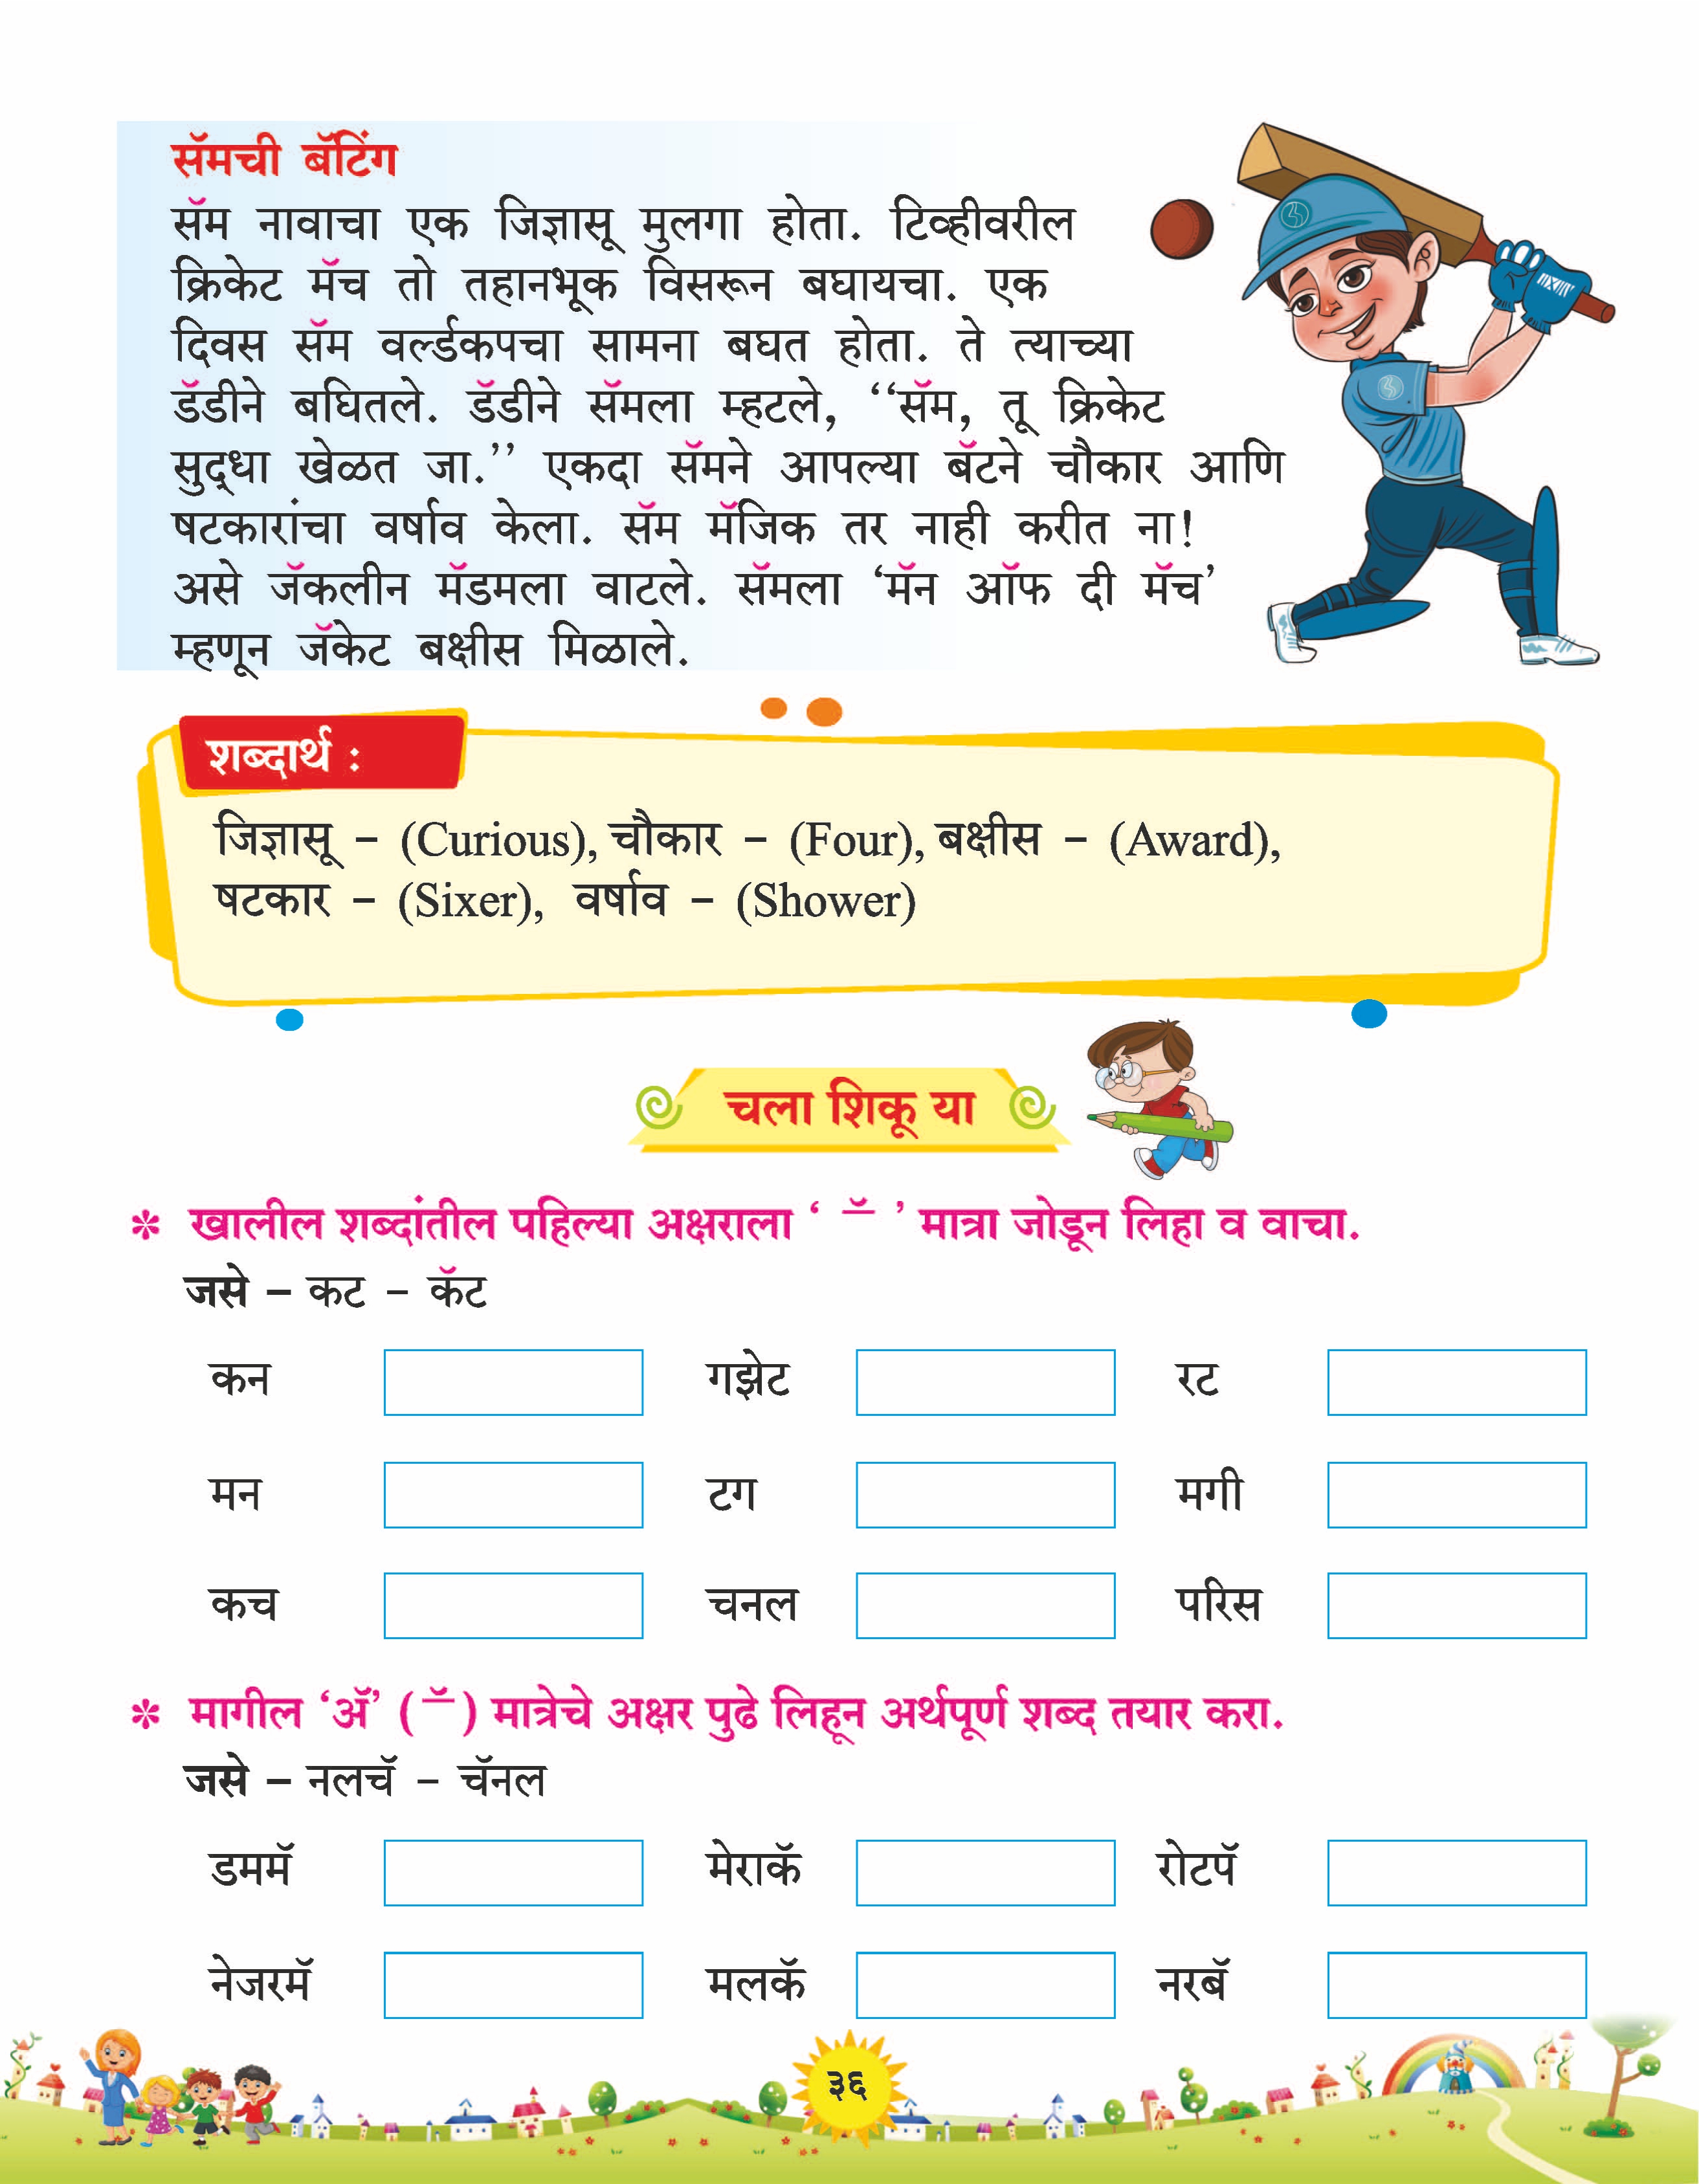 सॅमची बॅटिंग
सॅम नावाचा एक जिज्ञासू मुलगा होता. टिव्हीवरील
क्रिकेट मॅच तो तहानभूक विसरून बघायचा. एक
दिवस सॅम वर्ल्डकपचा सामना बघत होता. ते त्याच्या
डॅडीने बघितले. डॅडीने सॅमला म्हटले, ‘‘सॅम, तू क्रिकेट
सुद्धा खेळत जा.’’ एकदा सॅमने आपल्या बॅटने चौकार आणि
षटकारांचा वर्षाव केला. सॅम मॅजिक तर नाही करीत ना!
असे जॅकलीन मॅडमला वाटले. सॅमला ‘मॅन ऑफ दी मॅच’
म्हणून जॅकेट बक्षीस मिळाले.
शब्दार्थ :
जिज्ञासू – (Curious), चौकार – (Four), बक्षीस – (Award),
षटकार – (Sixer), वर्षाव – (Shower)
चला शिकू या
* खालील शब्दांतील पहिल्या अक्षराला ‘ ॅ ’ मात्रा जोडून लिहा व वाचा.
जसे – कट – कॅट
कन गझेट रट
मन टग मगी
कच चनल परिस
* मागील ‘ॲ’ ( ॅ ) मात्रेचे अक्षर पुढे लिहून अर्थपूर्ण शब्द तयार करा.
जसे – नलचॅ – चॅनल
डममॅ मेराकॅ रोटपॅ
नेजरमॅ मलकॅ नरबॅ
३६